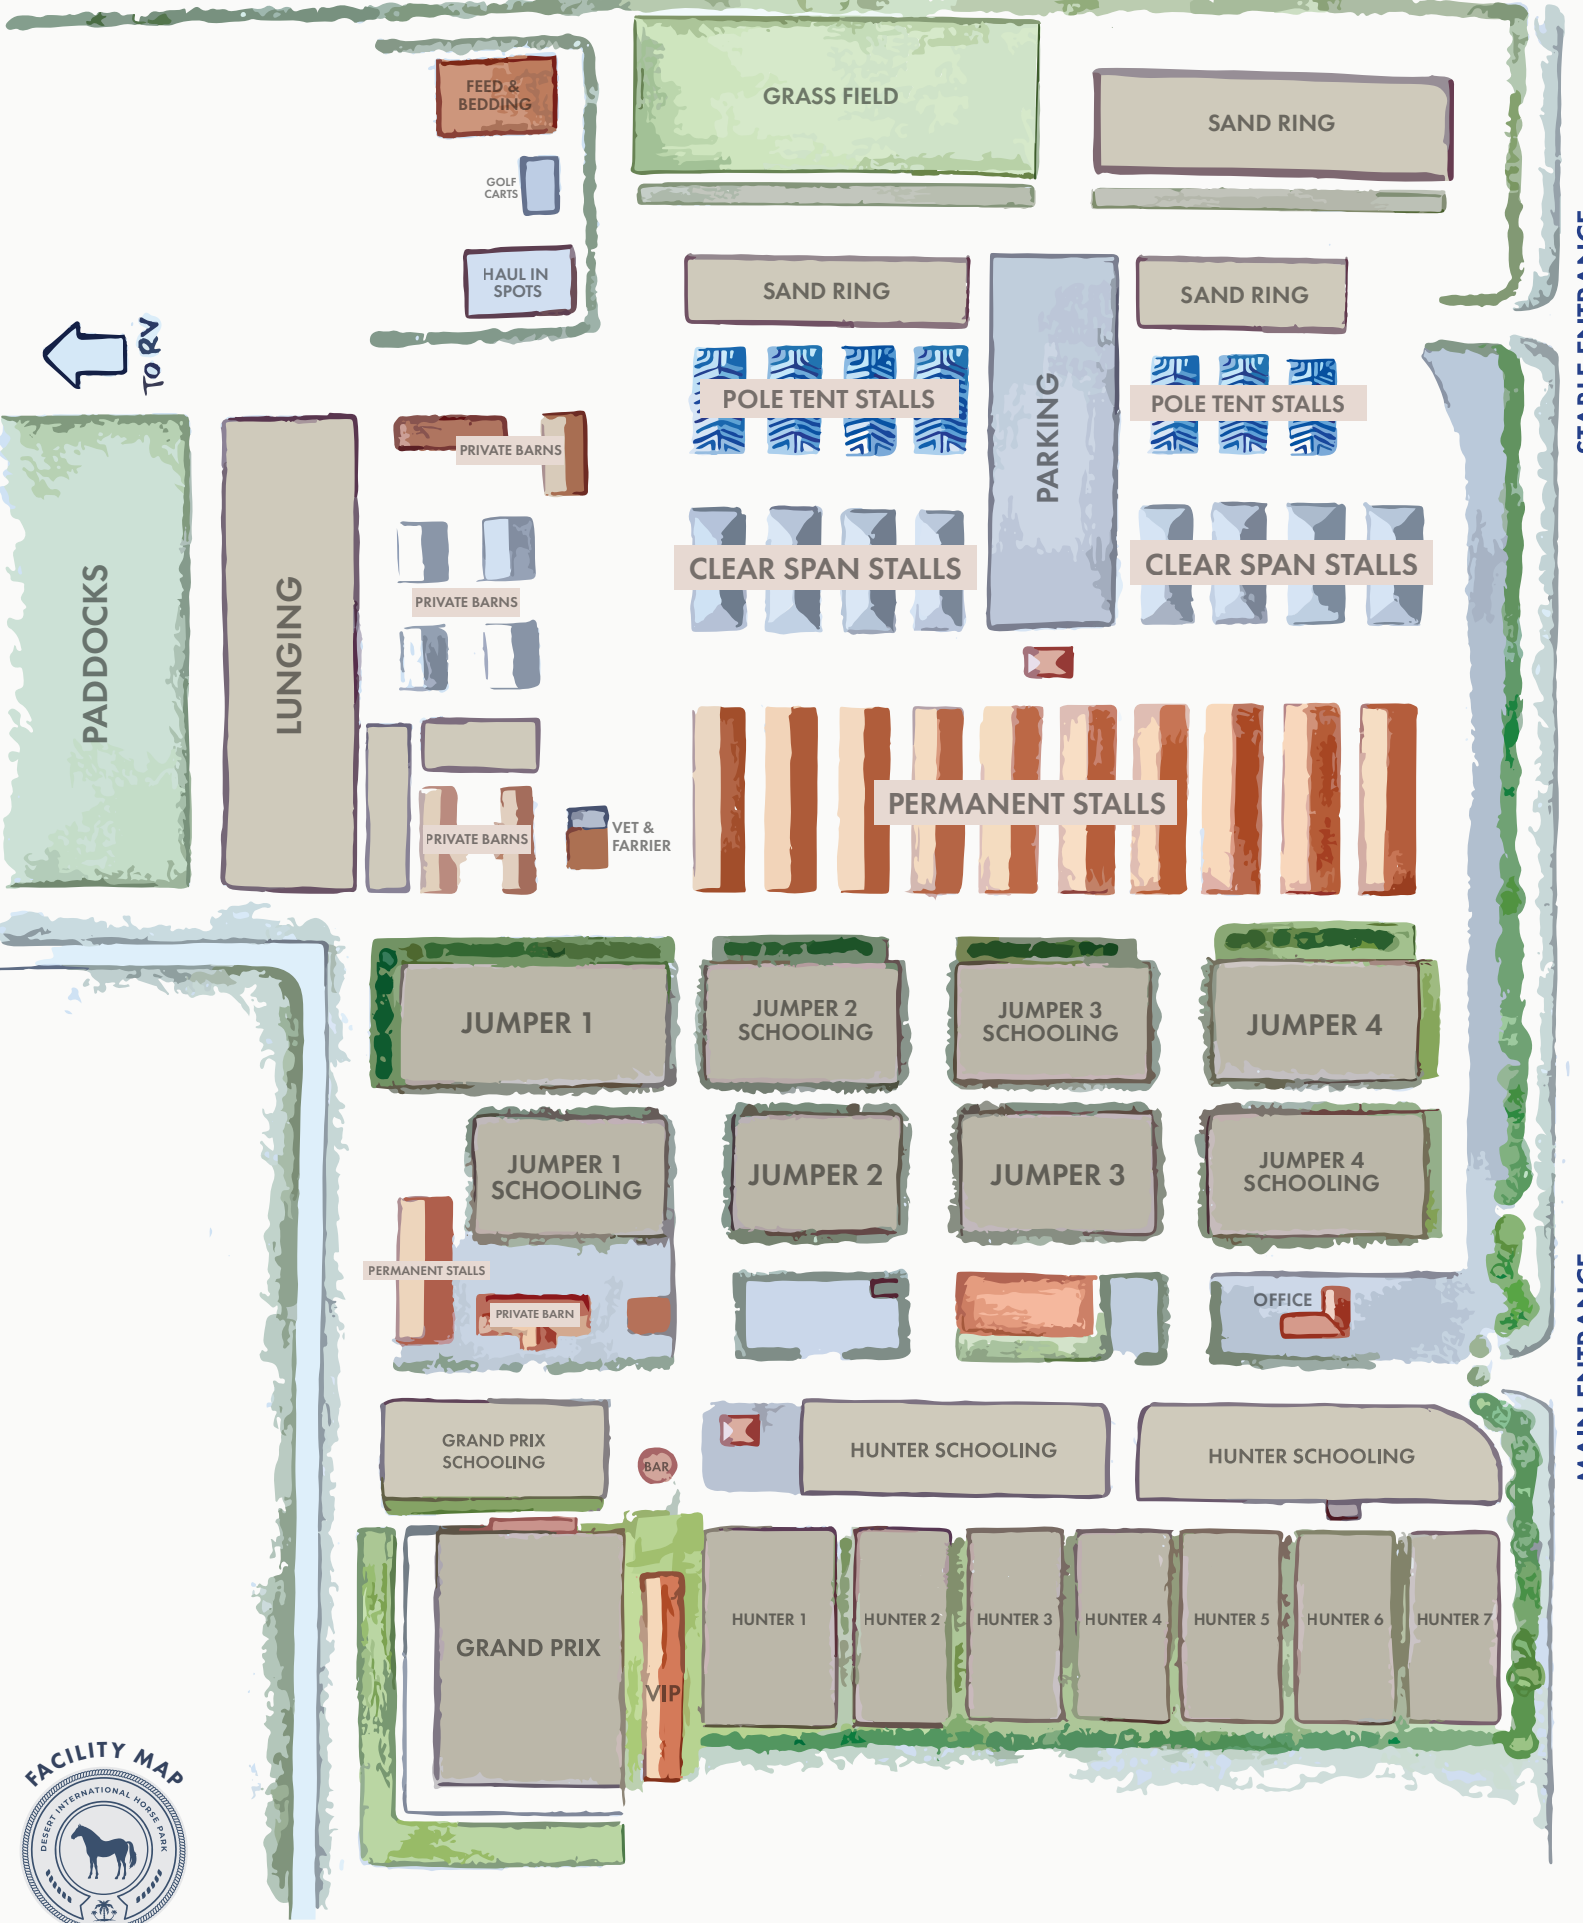 FEED &
BEDDING
GRASS FIELD
SAND RING
GOLF
CARTS
HAUL IN
SPOTS
SAND RING
SAND RING
TO RV
POLE TENT STALLS
POLE TENT STALLS
PARKING
PRIVATE BARNS
CLEAR SPAN STALLS
CLEAR SPAN STALLS
STABLE ENTRANCE
PADDOCKS
LUNGING
PRIVATE BARNS
PERMANENT STALLS
PRIVATE BARNS
VET &
FARRIER
JUMPER 1
JUMPER 2
SCHOOLING
JUMPER 3
SCHOOLING
JUMPER 4
JUMPER 1
SCHOOLING
JUMPER 2
JUMPER 3
JUMPER 4
SCHOOLING
PERMANENT STALLS
PRIVATE BARN
OFFICE
MAIN ENTRANCE
GRAND PRIX
SCHOOLING
BAR
HUNTER SCHOOLING
HUNTER SCHOOLING
GRAND PRIX
VIP
HUNTER 1
HUNTER 2
HUNTER 3
HUNTER 4
HUNTER 5
HUNTER 6
HUNTER 7
FACILITY MAP
DESERT INTERNATIONAL HORSE PARK